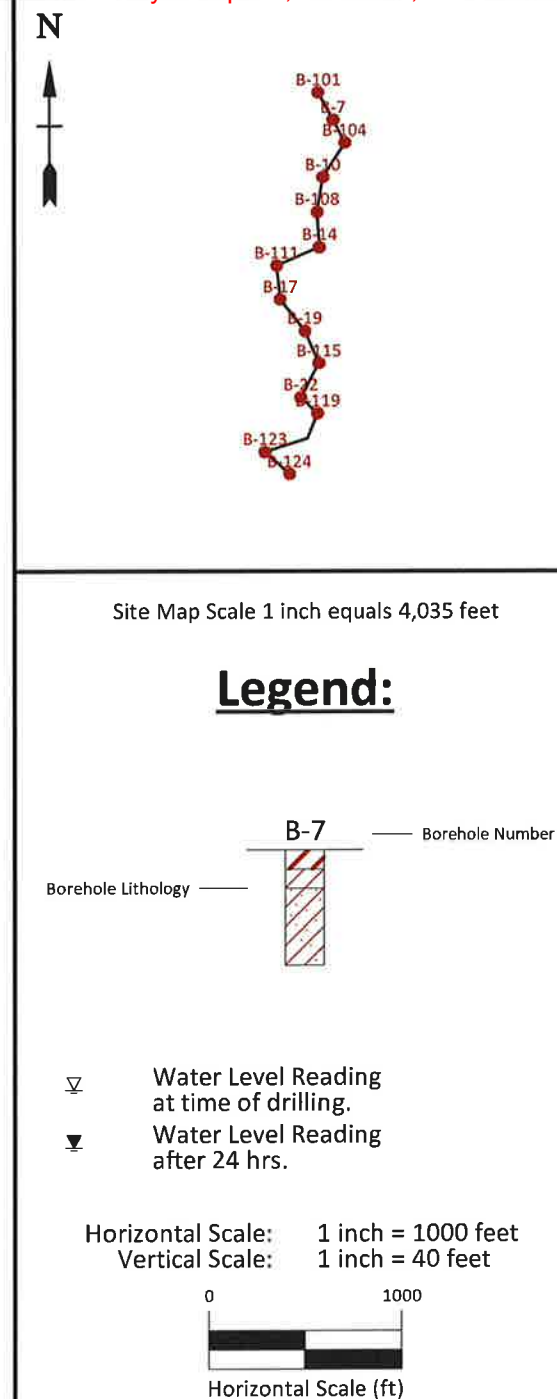 N
B-101
B-7
B-104
B-10
B-108
B-14
B-111
B-17
B-19
B-115
B-22
B-119
B-123
B-124
Site Map Scale 1 inch equals 4,035 feet
Legend:
B-7
Borehole Number
Borehole Lithology
Water Level Reading
at time of drilling.
Water Level Reading
after 24 hrs.
Horizontal Scale: 1 inch = 1000 feet
Vertical Scale: 1 inch = 40 feet
0 1000
Horizontal Scale (ft)